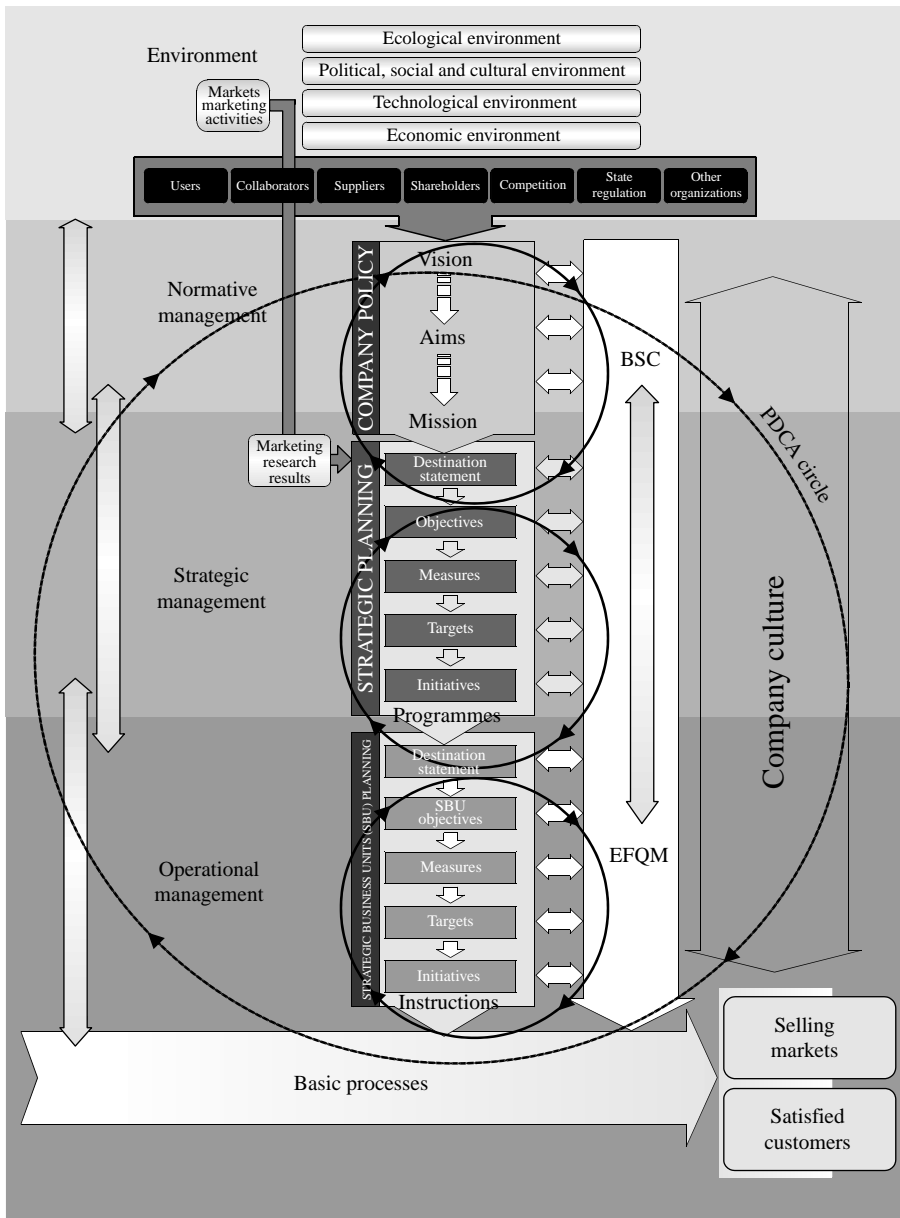 Environment
Ecological environment
Political, social and cultural environment
Technological environment
Economic environment
Markets
marketing
activities
Users
Collaborators
Suppliers
Shareholders
Competition
State
regulation
Other
organizations
Normative
management
COMPANY POLICY
Vision
Aims
Mission
BSC
PDCA circle
Marketing
research
results
Strategic
management
STRATEGIC PLANNING
Destination
statement
Objectives
Measures
Targets
Initiatives
Programmes
Company culture
Operational
management
STRATEGIC BUSINESS UNITS (SBU) PLANNING
Destination
statement
SBU
objectives
Measures
Targets
Initiatives
Instructions
EFQM
Basic processes
Selling
markets
Satisfied
customers